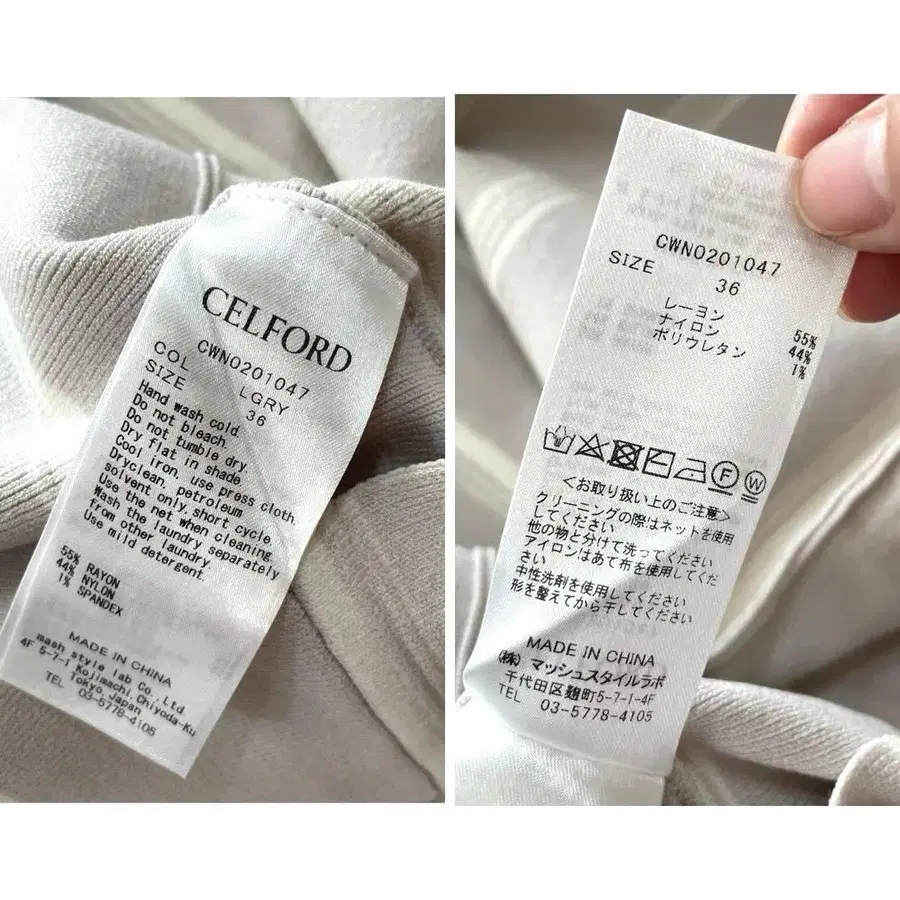 CELFORD
CWN0201047
COL LGRY
SIZE 36
Hand wash cold
Do not bleach
Do not tumble dry.
Dry flat in shade
Cool iron. use press cloth.
Dryclean. petroleum
solvent only, short cycle.
Use the net when cleaning.
Wash the laundry separately
from other laundry.
Use mild detergent.
55% RAYON
44% NYLON
1% SPANDEX
MADE IN CHINA
mash style lab Co., Ltd.
4F 5-7-1 Kojimachi, Chiyoda-Ku
Tokyo, Japan
TEL 03-5778-4105
CWN0201047
SIZE 36
レーヨン 55%
ナイロン 44%
ポリウレタン 1%
F
W
<お取り扱い上のご注意>
クリーニングの際はネットを使用
してください
他の物と分けて洗ってください
アイロンはあて布を使用してくだ
さい
中性洗剤を使用してください
形を整えてから干してください
MADE IN CHINA
(株) マッシュスタイルラボ
千代田区麹町5-7-1-4F
TEL 03-5778-4105